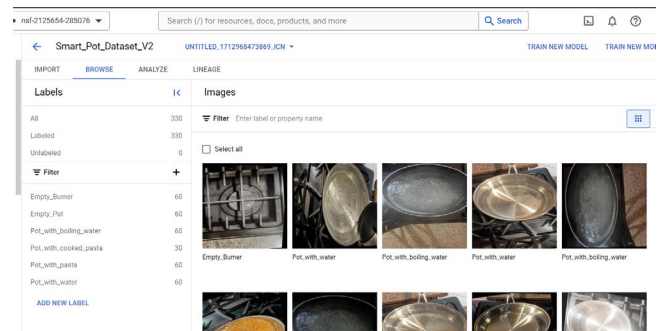 nsf-2125654-285076
Search (/) for resources, docs, products, and more
Search
Smart_Pot_Dataset_V2
UNTITLED_1712968473869_ICN
TRAIN NEW MODEL
TRAIN NEW MO
IMPORT
BROWSE
ANALYZE
LINEAGE
Labels
Images
All 330
Labeled 330
Unlabeled 0
Filter
Empty_Burner 60
Empty_Pot 60
Pot_with_boiling_water 60
Pot_with_cooked_pasta 30
Pot_with_pasta 60
Pot_with_water 60
ADD NEW LABEL
Filter Enter label or property name
Select all
Empty_Burner
Pot_with_water
Pot_with_boiling_water
Pot_with_water
Pot_with_boiling_water